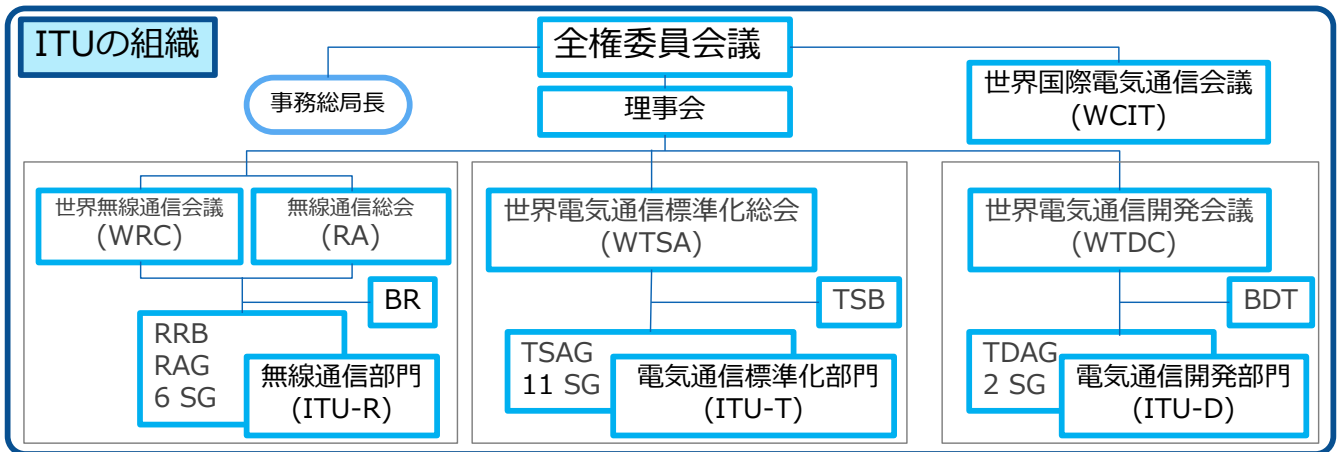 ITUの組織
全権委員会議
事務総局長
理事会
世界国際電気通信会議
(WCIT)
世界無線通信会議
(WRC)
無線通信総会
(RA)
世界電気通信標準化総会
(WTSA)
世界電気通信開発会議
(WTDC)
BR
TSB
BDT
RRB
RAG
6 SG
無線通信部門
(ITU-R)
TSAG
11 SG
電気通信標準化部門
(ITU-T)
TDAG
2 SG
電気通信開発部門
(ITU-D)